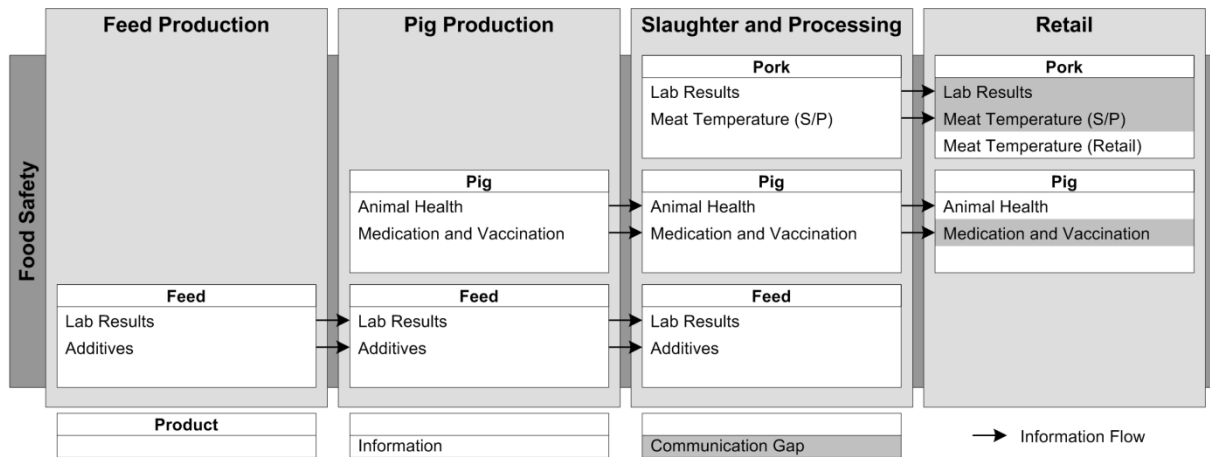 Feed Production
Pig Production
Slaughter and Processing
Retail
Food Safety
Pork
Lab Results
Meat Temperature (S/P)
Pork
Lab Results
Meat Temperature (S/P)
Meat Temperature (Retail)
Pig
Animal Health
Medication and Vaccination
Pig
Animal Health
Medication and Vaccination
Pig
Animal Health
Medication and Vaccination
Feed
Lab Results
Additives
Feed
Lab Results
Additives
Feed
Lab Results
Additives
Product
Information
Communication Gap
Information Flow